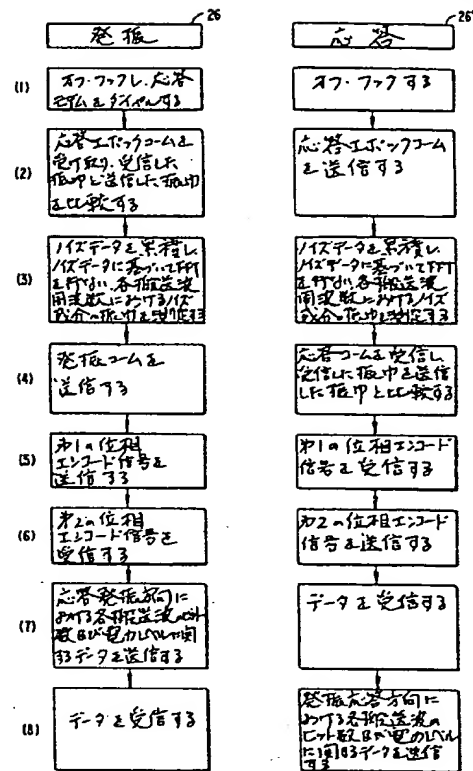 26
発振
26'
応答
(1)
オフ・フックし、応答
モデムをダイヤルする
オフ・フックする
(2)
応答エポックコームを
受け取り、受信した
振巾と送信した振巾
を比較する
応答エポックコーム
を送信する
(3)
ノイズデータを累積し、
ノイズデータに基づいてFFT
を行ない、各搬送波
周波数におけるノイズ
成分の振巾を測定する
ノイズデータを累積し、
ノイズデータに基づいてFFT
を行ない、各搬送波
周波数におけるノイズ
成分の振巾を測定する
(4)
発振コームを
送信する
応答コームを受信し
受信した振巾を送信
した振巾と比較する
(5)
第1の位相
エンコード信号を
送信する
第1の位相エンコード
信号を受信する
(6)
第2の位相
エンコード信号を
受信する
第2の位相エンコード
信号を送信する
(7)
応答発振方向に
おける各搬送波のビット
数及び電力レベルに関
するデータを送信する
データを受信する
(8)
データを受信する
発振応答方向に
おける各搬送波の
ビット数及び電力レベル
に関するデータを送信
する